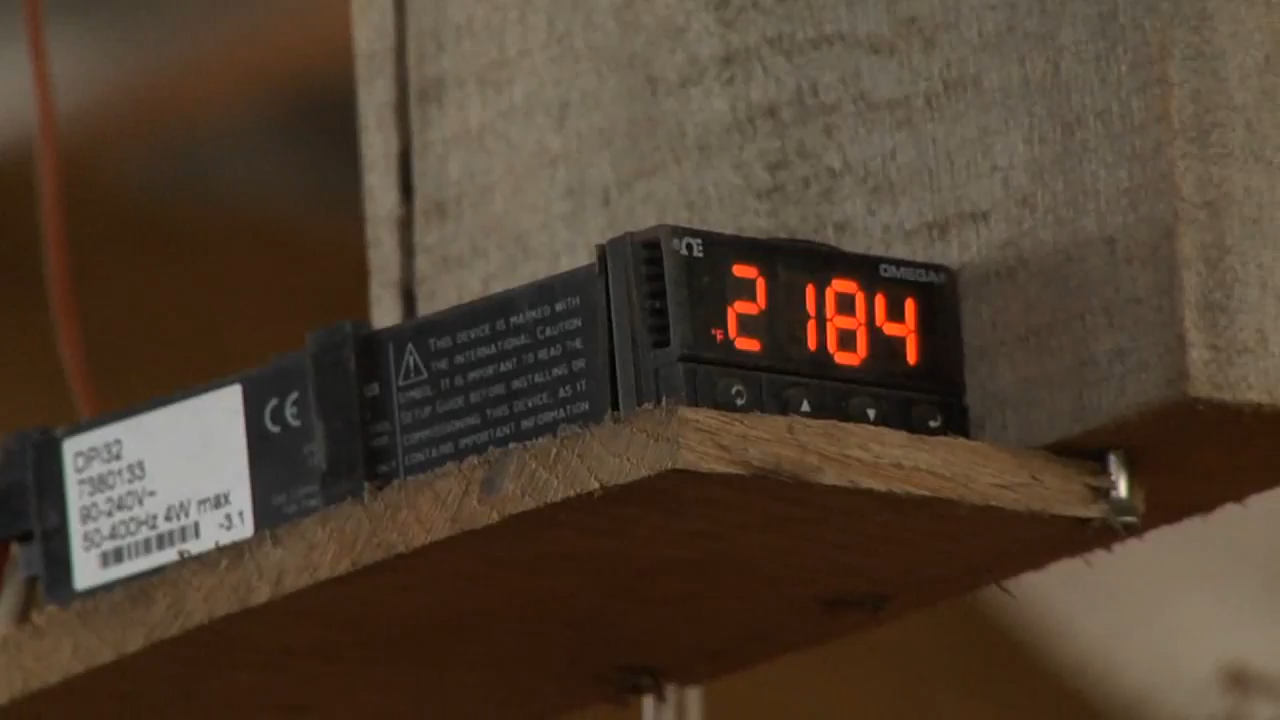 ΩE
OMEGA
2184
°F
THIS DEVICE IS MARKED WITH
THE INTERNATIONAL CAUTION
SYMBOL. IT IS IMPORTANT TO READ THE
SETUP GUIDE BEFORE INSTALLING OR
COMMISSIONING THIS DEVICE, AS IT
CONTAINS IMPORTANT INFORMATION
CE
DPi32
7380133
90-240V~
50-400Hz 4W max
-3.1